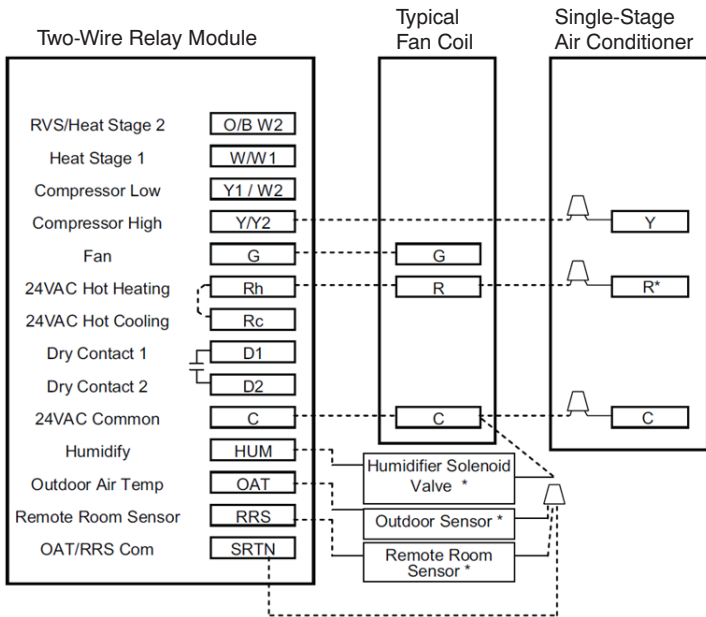 Two-Wire Relay Module
Typical
Fan Coil
Single-Stage
Air Conditioner
RVS/Heat Stage 2 O/B W2
Heat Stage 1 W/W1
Compressor Low Y1 / W2
Compressor High Y/Y2 Y
Fan G G
24VAC Hot Heating Rh R R*
24VAC Hot Cooling Rc
Dry Contact 1 D1
Dry Contact 2 D2
24VAC Common C C C
Humidify HUM
Humidifier Solenoid
Valve *
Outdoor Air Temp OAT
Outdoor Sensor *
Remote Room Sensor RRS
Remote Room
Sensor *
OAT/RRS Com SRTN